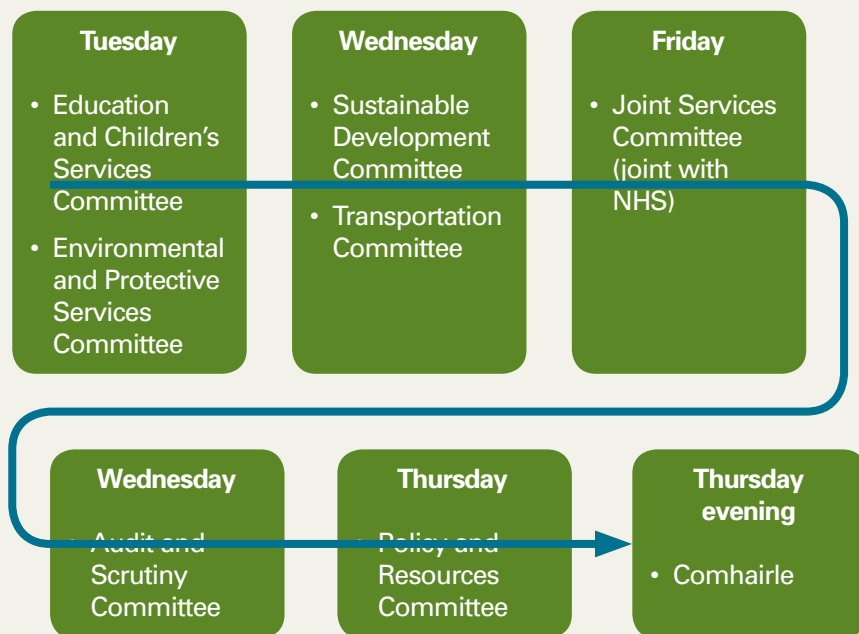 Tuesday
• Education
and Children's
Services
Committee
• Environmental
and Protective
Services
Committee
Wednesday
• Sustainable
Development
Committee
• Transportation
Committee
Friday
• Joint Services
Committee
(joint with
NHS)
Wednesday
• Audit and
Scrutiny
Committee
Thursday
• Policy and
Resources
Committee
Thursday
evening
• Comhairle